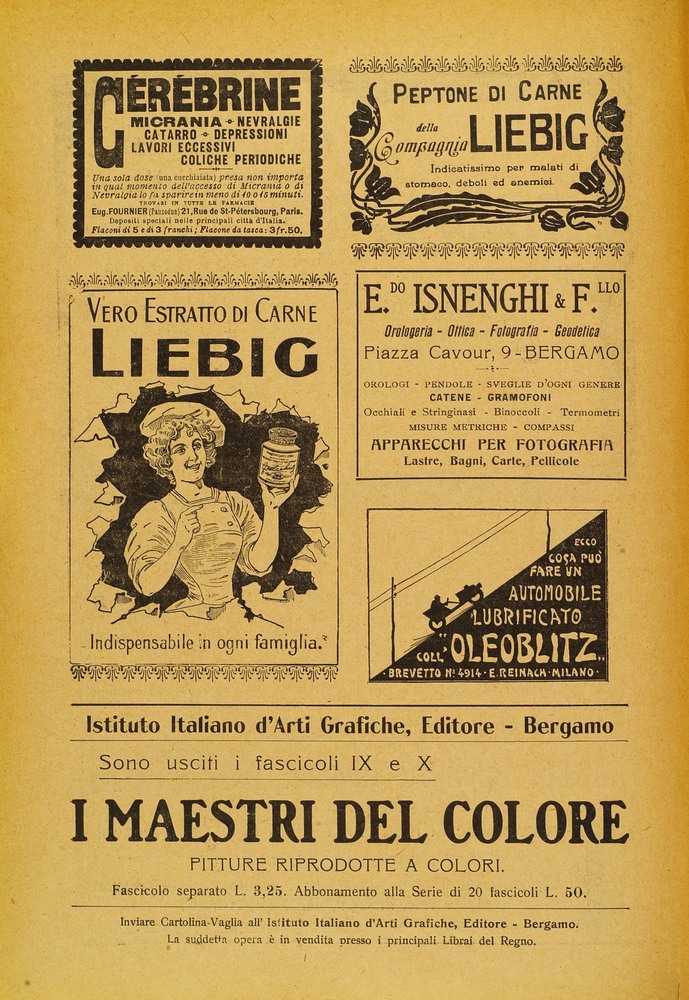 CÉRÉBRINE
MICRANIA - NEVRALGIE
CATARRO - DEPRESSIONI
LAVORI ECCESSIVI
COLICHE PERIODICHE
Una sola dose (una cucchiaiata) presa non importa
in qual momento dell'accesso di Micrania o di
Nevralgia lo fa sparire in meno di 10 o 15 minuti.
TROVASI IN TUTTE LE FARMACIE
Eug. FOURNIER (Pausodun) 21, Rue de St-Pétersbourg, Paris.
Depositi speciali nelle principali città d'Italia.
Flaconi di 5 e di 3 franchi; Flacone da tasca: 3 fr. 50.
PEPTONE DI CARNE
della
Compagnia LIEBIG
Indicatissimo per malati di
stomaco, deboli ed anemici.
VERO ESTRATTO DI CARNE
LIEBIG
Indispensabile in ogni famiglia.
E.DO ISNENGHI & F.LLO
Orologeria - Ottica - Fotografia - Geodetica
Piazza Cavour, 9 - BERGAMO
OROLOGI - PENDOLE - SVEGLIE D'OGNI GENERE
CATENE - GRAMOFONI
Occhiali e Stringinasi - Binoccoli - Termometri
MISURE METRICHE - COMPASSI
APPARECCHI PER FOTOGRAFIA
Lastre, Bagni, Carte, Pellicole
ECCO
COSA PUÒ
FARE UN
AUTOMOBILE
LUBRIFICATO
COLL' "OLEOBLITZ„
BREVETTO No 4914 · E. REINACH · MILANO ·
Istituto Italiano d'Arti Grafiche, Editore - Bergamo
Sono usciti i fascicoli IX e X
I MAESTRI DEL COLORE
PITTURE RIPRODOTTE A COLORI.
Fascicolo separato L. 3,25. Abbonamento alla Serie di 20 fascicoli L. 50.
Inviare Cartolina-Vaglia all' Istituto Italiano d'Arti Grafiche, Editore - Bergamo.
La suddetta opera è in vendita presso i principali Librai del Regno.